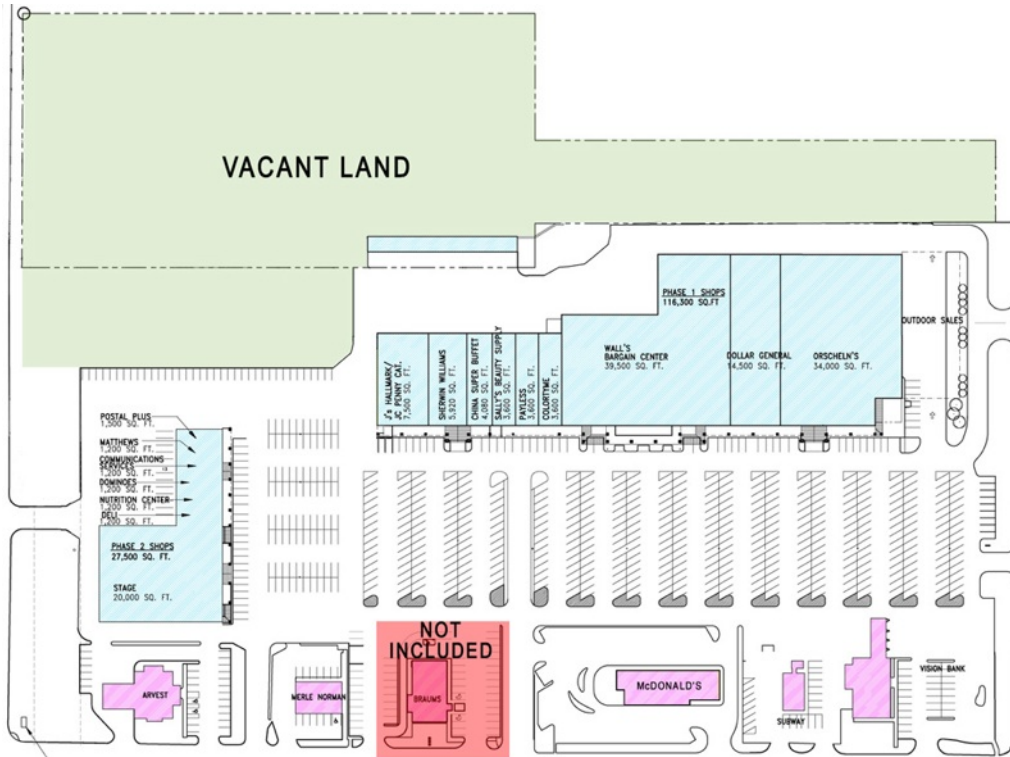 VACANT LAND
PHASE 1 SHOPS
116,300 SQ.FT
OUTDOOR SALES
J's HALLMARK/
JC PENNY CAT.
7,500 SQ. FT.
SHERWIN WILLIAMS
5,920 SQ. FT.
CHINA SUPER BUFFET
4,080 SQ. FT.
SALLY'S BEAUTY SUPPLY
3,600 SQ. FT.
PAYLESS
3,600 SQ. FT.
COLORTYME
3,600 SQ. FT.
WALL'S
BARGAIN CENTER
39,500 SQ. FT.
DOLLAR GENERAL
14,500 SQ. FT.
ORSCHELN'S
34,000 SQ. FT.
POSTAL PLUS
1,500 SQ. FT.
MATTHEWS
1,200 SQ. FT.
COMMUNICATIONS
SERVICES
1,200 SQ. FT.
DOMINOES
1,200 SQ. FT.
NUTRITION CENTER
1,200 SQ. FT.
DELI
1,200 SQ. FT.
PHASE 2 SHOPS
27,500 SQ. FT.
STAGE
20,000 SQ. FT.
NOT
INCLUDED
ARVEST
MERLE NORMAN
BRAUMS
McDONALD'S
SUBWAY
VISION BANK